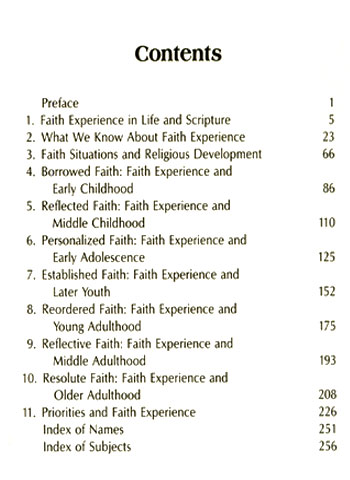 Contents
Preface 1
1. Faith Experience in Life and Scripture 5
2. What We Know About Faith Experience 23
3. Faith Situations and Religious Development 66
4. Borrowed Faith: Faith Experience and
Early Childhood 86
5. Reflected Faith: Faith Experience and
Middle Childhood 110
6. Personalized Faith: Faith Experience and
Early Adolescence 125
7. Established Faith: Faith Experience and
Later Youth 152
8. Reordered Faith: Faith Experience and
Young Adulthood 175
9. Reflective Faith: Faith Experience and
Middle Adulthood 193
10. Resolute Faith: Faith Experience and
Older Adulthood 208
11. Priorities and Faith Experience 226
Index of Names 251
Index of Subjects 256